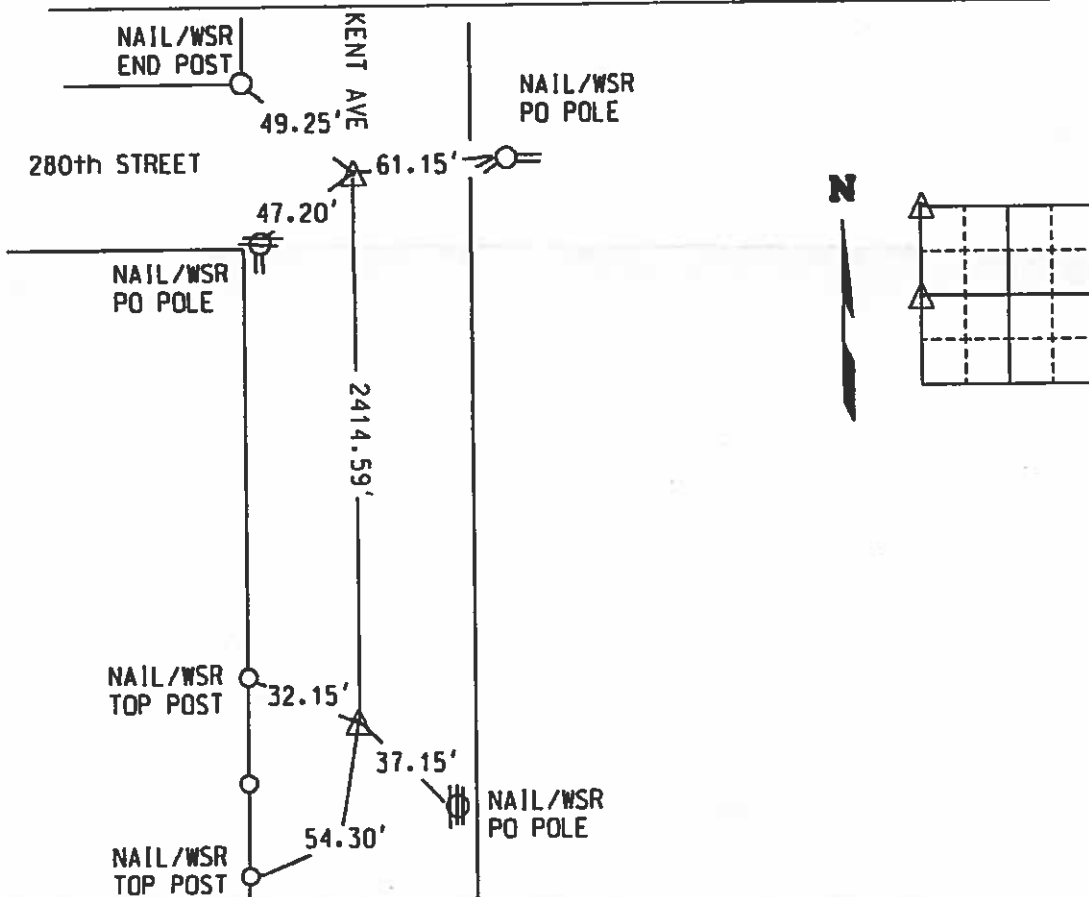 NAIL/WSR
END POST
KENT AVE
NAIL/WSR
PO POLE
49.25'
280th STREET
61.15'
47.20'
NAIL/WSR
PO POLE
N
2414.59'
NAIL/WSR
TOP POST
32.15'
37.15'
NAIL/WSR
PO POLE
54.30'
NAIL/WSR
TOP POST